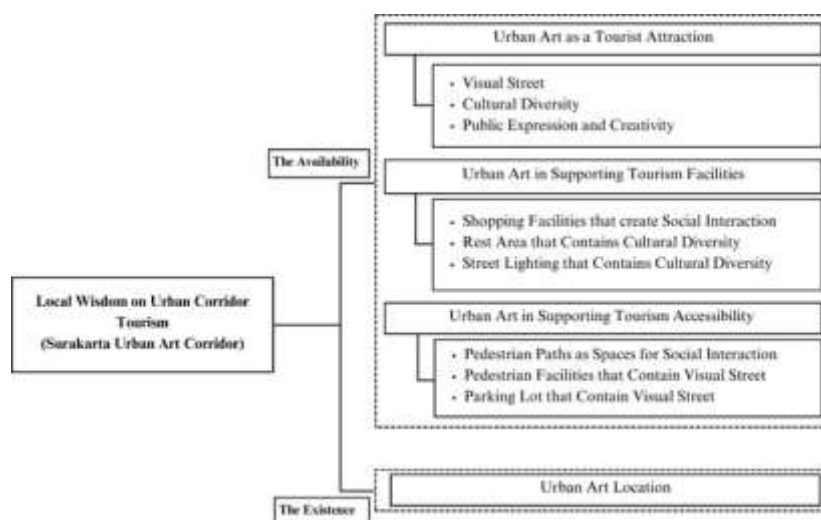 Urban Art as a Tourist Attraction
• Visual Street
• Cultural Diversity
• Public Expression and Creativity
The Availability
Urban Art in Supporting Tourism Facilities
• Shopping Facilities that create Social Interaction
• Rest Area that Contains Cultural Diversity
• Street Lighting that Contains Cultural Diversity
Local Wisdom on Urban Corridor
Tourism
(Surakarta Urban Art Corridor)
Urban Art in Supporting Tourism Accessibility
• Pedestrian Paths as Spaces for Social Interaction
• Pedestrian Facilities that Contain Visual Street
• Parking Lot that Contain Visual Street
Urban Art Location
The Existence